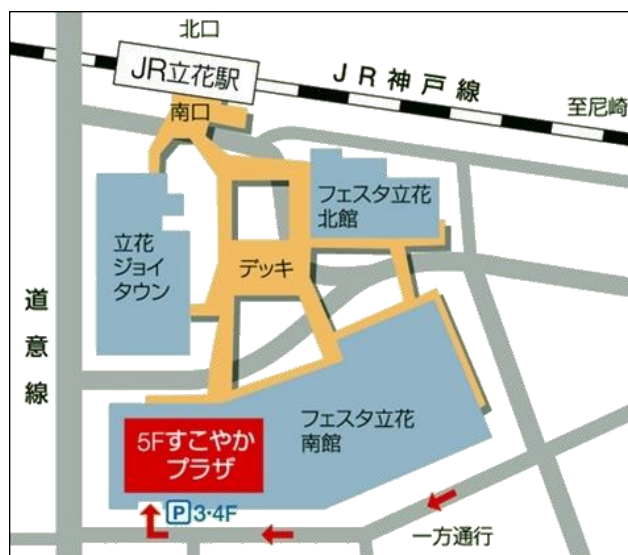 北口
JR立花駅
JR神戸線
至尼崎
南口
フェスタ立花
北館
立花
ジョイ
タウン
デッキ
道意線
フェスタ立花
南館
5Fすこやか
プラザ
P3・4F
一方通行